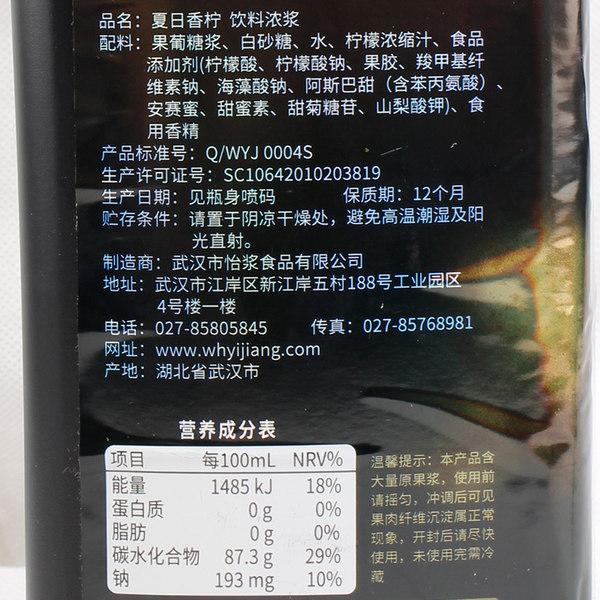 品名：夏日香柠 饮料浓浆
配料：果葡糖浆、白砂糖、水、柠檬浓缩汁、食品
添加剂(柠檬酸、柠檬酸钠、果胶、羧甲基纤
维素钠、海藻酸钠、阿斯巴甜（含苯丙氨酸）、
安赛蜜、甜蜜素、甜菊糖苷、山梨酸钾)、食
用香精
产品标准号：Q/WYJ 0004S
生产许可证号：SC10642010203819
生产日期：见瓶身喷码 保质期：12个月
贮存条件：请置于阴凉干燥处，避免高温潮湿及阳
光直射。
制造商：武汉市怡浆食品有限公司
地址：武汉市江岸区新江岸五村188号工业园区
4号楼一楼
电话：027-85805845 传真：027-85768981
网址：www.whyijiang.com
产地：湖北省武汉市
营养成分表
项目 每100mL NRV%
能量 1485 kJ 18%
蛋白质 0 g 0%
脂肪 0 g 0%
碳水化合物 87.3 g 29%
钠 193 mg 10%
温馨提示：本产品含
大量原果浆，使用前
请摇匀，冲调后可见
果肉纤维沉淀属正常
现象，开封后请尽快
使用，未使用完需冷
藏